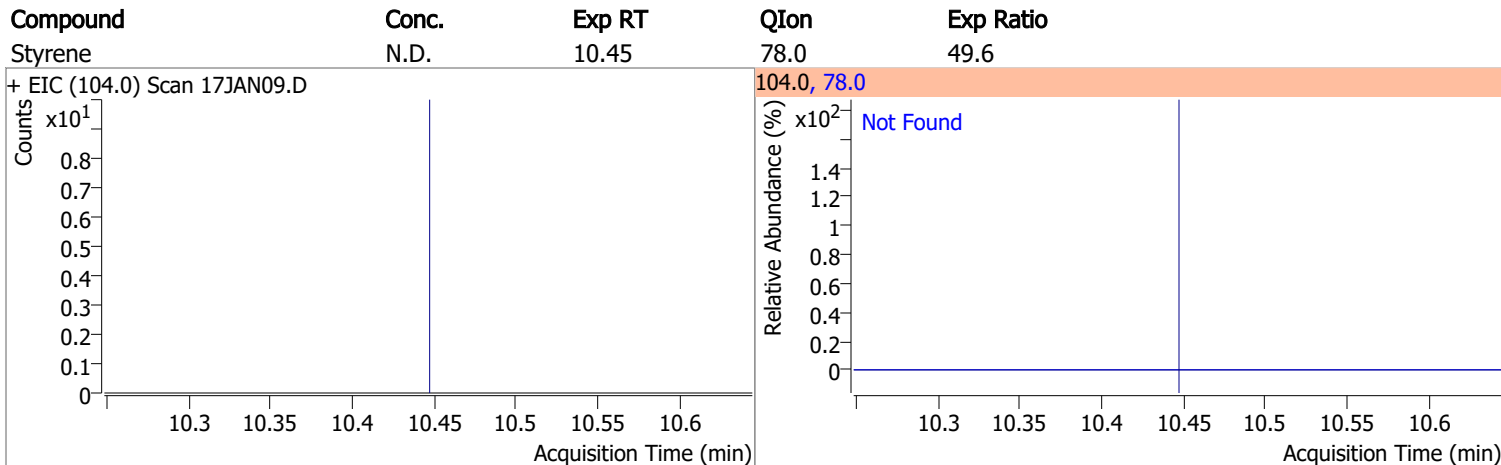 Compound Conc. Exp RT QIon Exp Ratio
Styrene N.D. 10.45 78.0 49.6
+ EIC (104.0) Scan 17JAN09.D
Counts
x10¹
0.8
0.7
0.6
0.5
0.4
0.3
0.2
0.1
0
10.3 10.35 10.4 10.45 10.5 10.55 10.6
Acquisition Time (min)
104.0, 78.0
Relative Abundance (%)
x10²
Not Found
1.4
1.2
1
0.8
0.6
0.4
0.2
0
10.3 10.35 10.4 10.45 10.5 10.55 10.6
Acquisition Time (min)